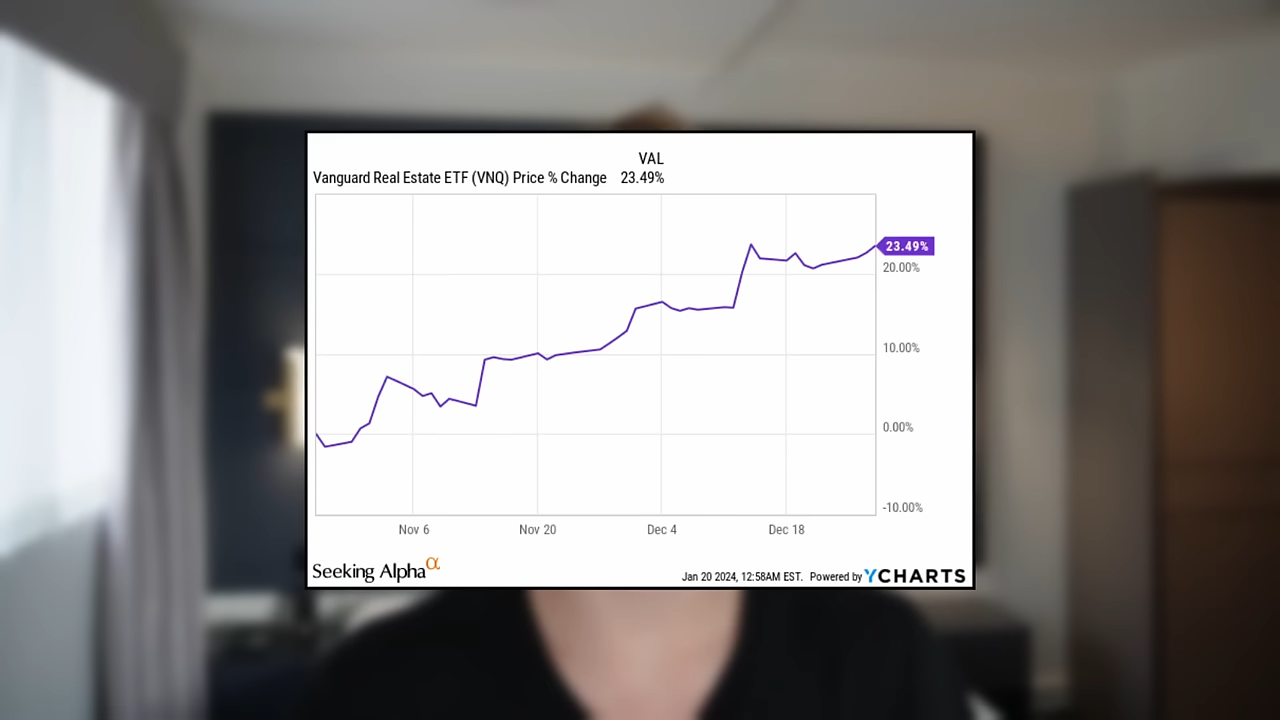 VAL
Vanguard Real Estate ETF (VNQ) Price % Change 23.49%
23.49%
20.00%
10.00%
0.00%
-10.00%
Nov 6 Nov 20 Dec 4 Dec 18
Seeking Alphaα
Jan 20 2024, 12:58AM EST. Powered by YCHARTS